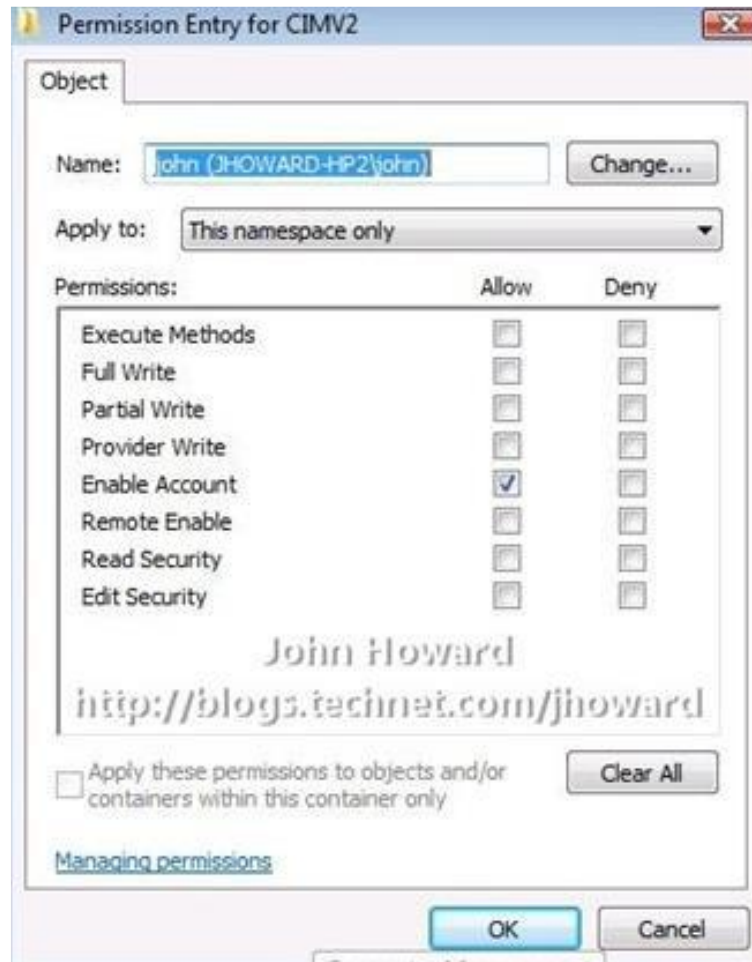 Permission Entry for CIMV2
Object
Name: john (JHOWARD-HP2\john) Change...
Apply to: This namespace only
Permissions: Allow Deny
Execute Methods
Full Write
Partial Write
Provider Write
Enable Account
Remote Enable
Read Security
Edit Security
John Howard
http://blogs.technet.com/jhoward
Apply these permissions to objects and/or
containers within this container only
Clear All
Managing permissions
OK Cancel